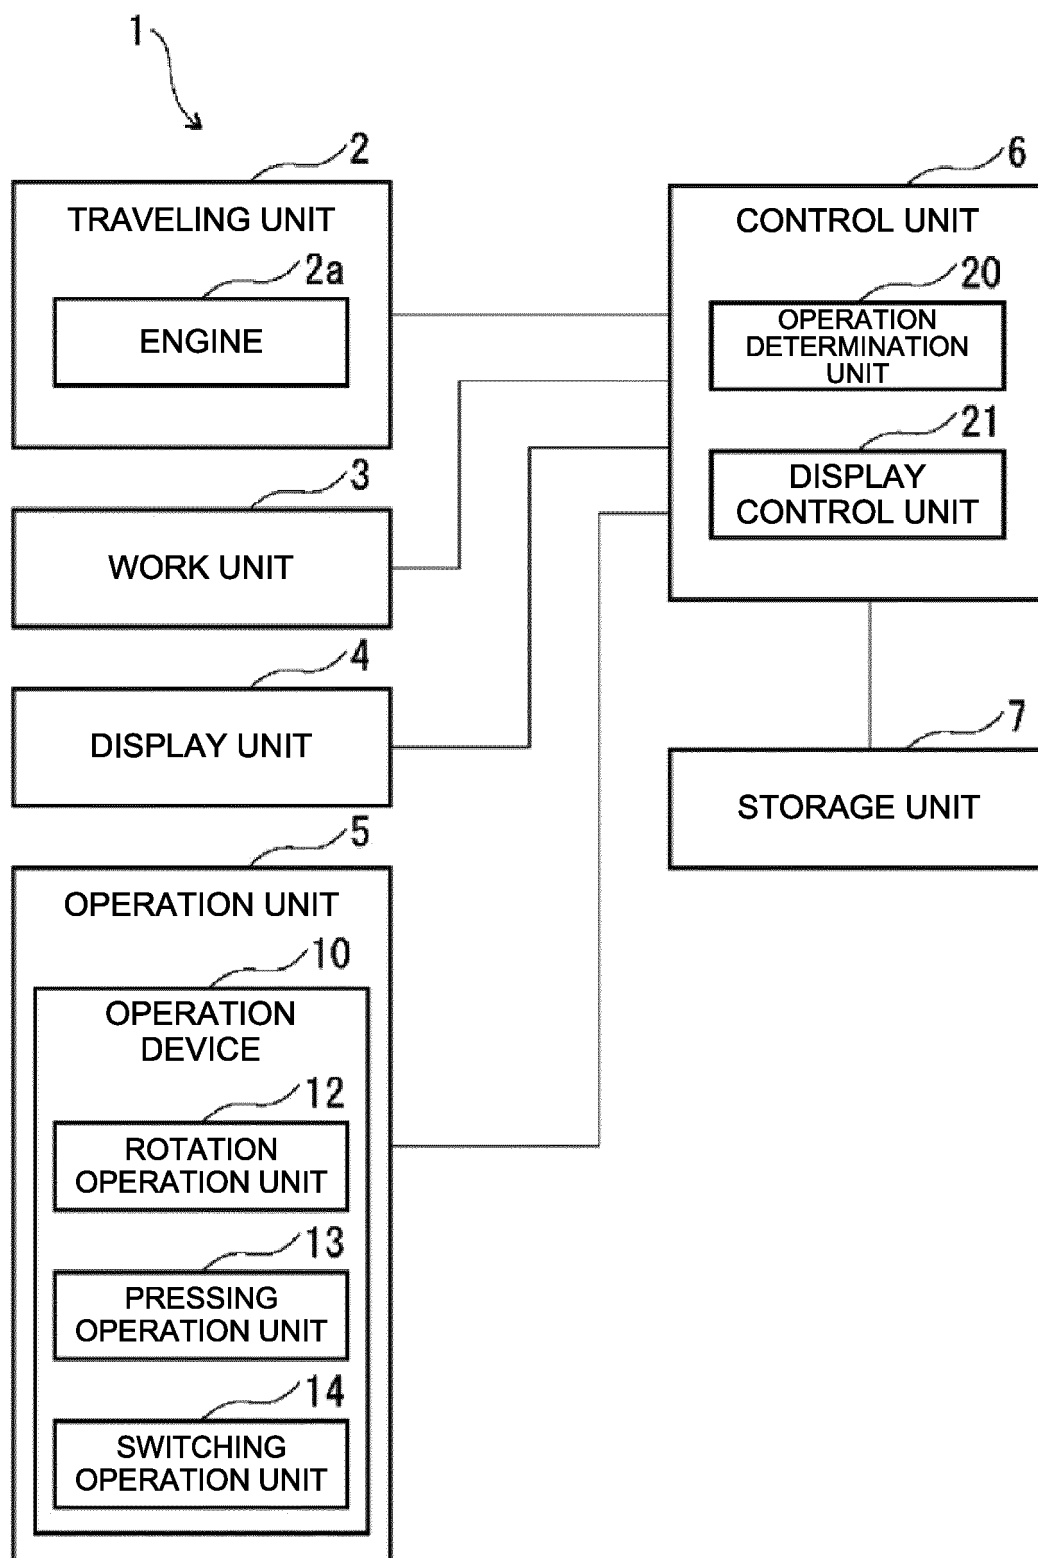 1
2
TRAVELING UNIT
2a
ENGINE
3
WORK UNIT
4
DISPLAY UNIT
5
OPERATION UNIT
10
OPERATION
DEVICE
12
ROTATION
OPERATION UNIT
13
PRESSING
OPERATION UNIT
14
SWITCHING
OPERATION UNIT
6
CONTROL UNIT
20
OPERATION
DETERMINATION
UNIT
21
DISPLAY
CONTROL UNIT
7
STORAGE UNIT